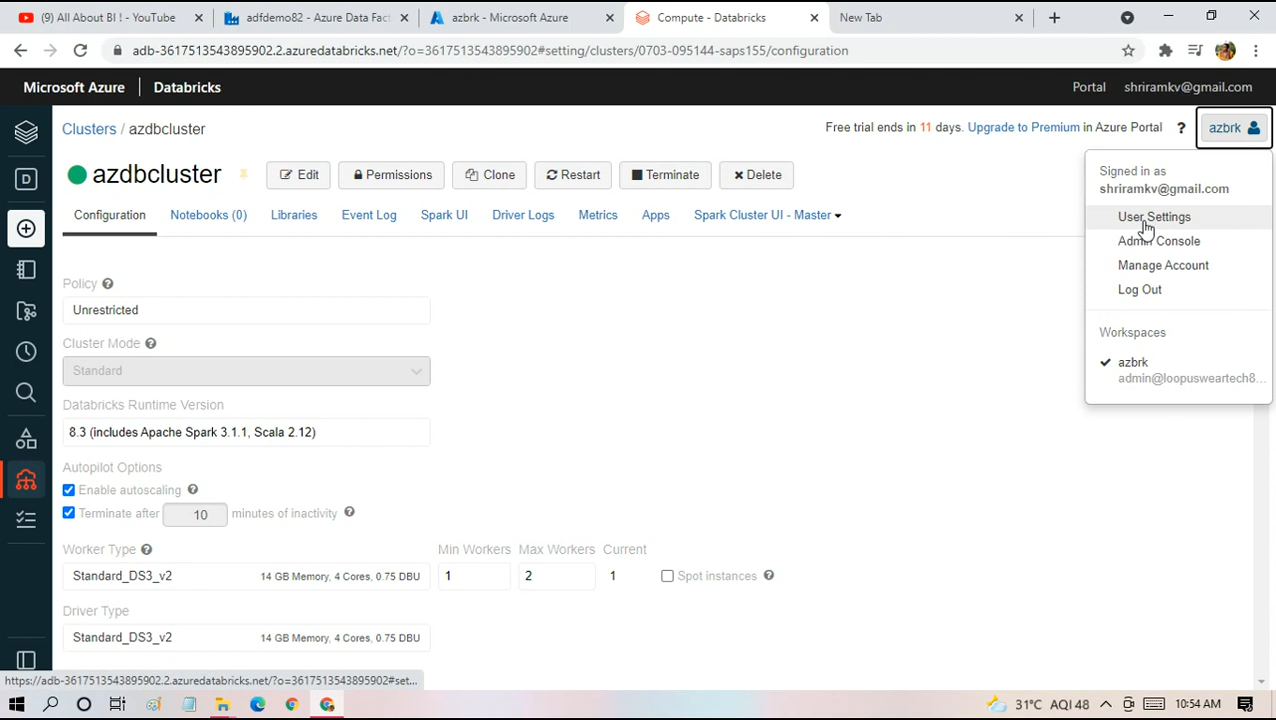 (9) All About BI ! - YouTube
adfdemo82 - Azure Data Fact
azbrk - Microsoft Azure
Compute - Databricks
New Tab
adb-3617513543895902.2.azuredatabricks.net/?o=3617513543895902#setting/clusters/0703-095144-saps155/configuration
Microsoft Azure
Databricks
Portal
shriramkv@gmail.com
Clusters / azdbcluster
Free trial ends in 11 days. Upgrade to Premium in Azure Portal
?
azbrk
azdbcluster
Edit
Permissions
Clone
Restart
Terminate
Delete
Signed in as
shriramkv@gmail.com
User Settings
Admin Console
Manage Account
Log Out
Workspaces
azbrk
admin@loopusweartech8...
Configuration
Notebooks (0)
Libraries
Event Log
Spark UI
Driver Logs
Metrics
Apps
Spark Cluster UI - Master
Policy
Unrestricted
Cluster Mode
Standard
Databricks Runtime Version
8.3 (includes Apache Spark 3.1.1, Scala 2.12)
Autopilot Options
Enable autoscaling
Terminate after 10 minutes of inactivity
Worker Type
Min Workers
Max Workers
Current
Standard_DS3_v2
14 GB Memory, 4 Cores, 0.75 DBU
1
2
1
Spot instances
Driver Type
Standard_DS3_v2
14 GB Memory, 4 Cores, 0.75 DBU
https://adb-3617513543895902.2.azuredatabricks.net/?o=3617513543895902#set...
31°C AQI 48
10:54 AM